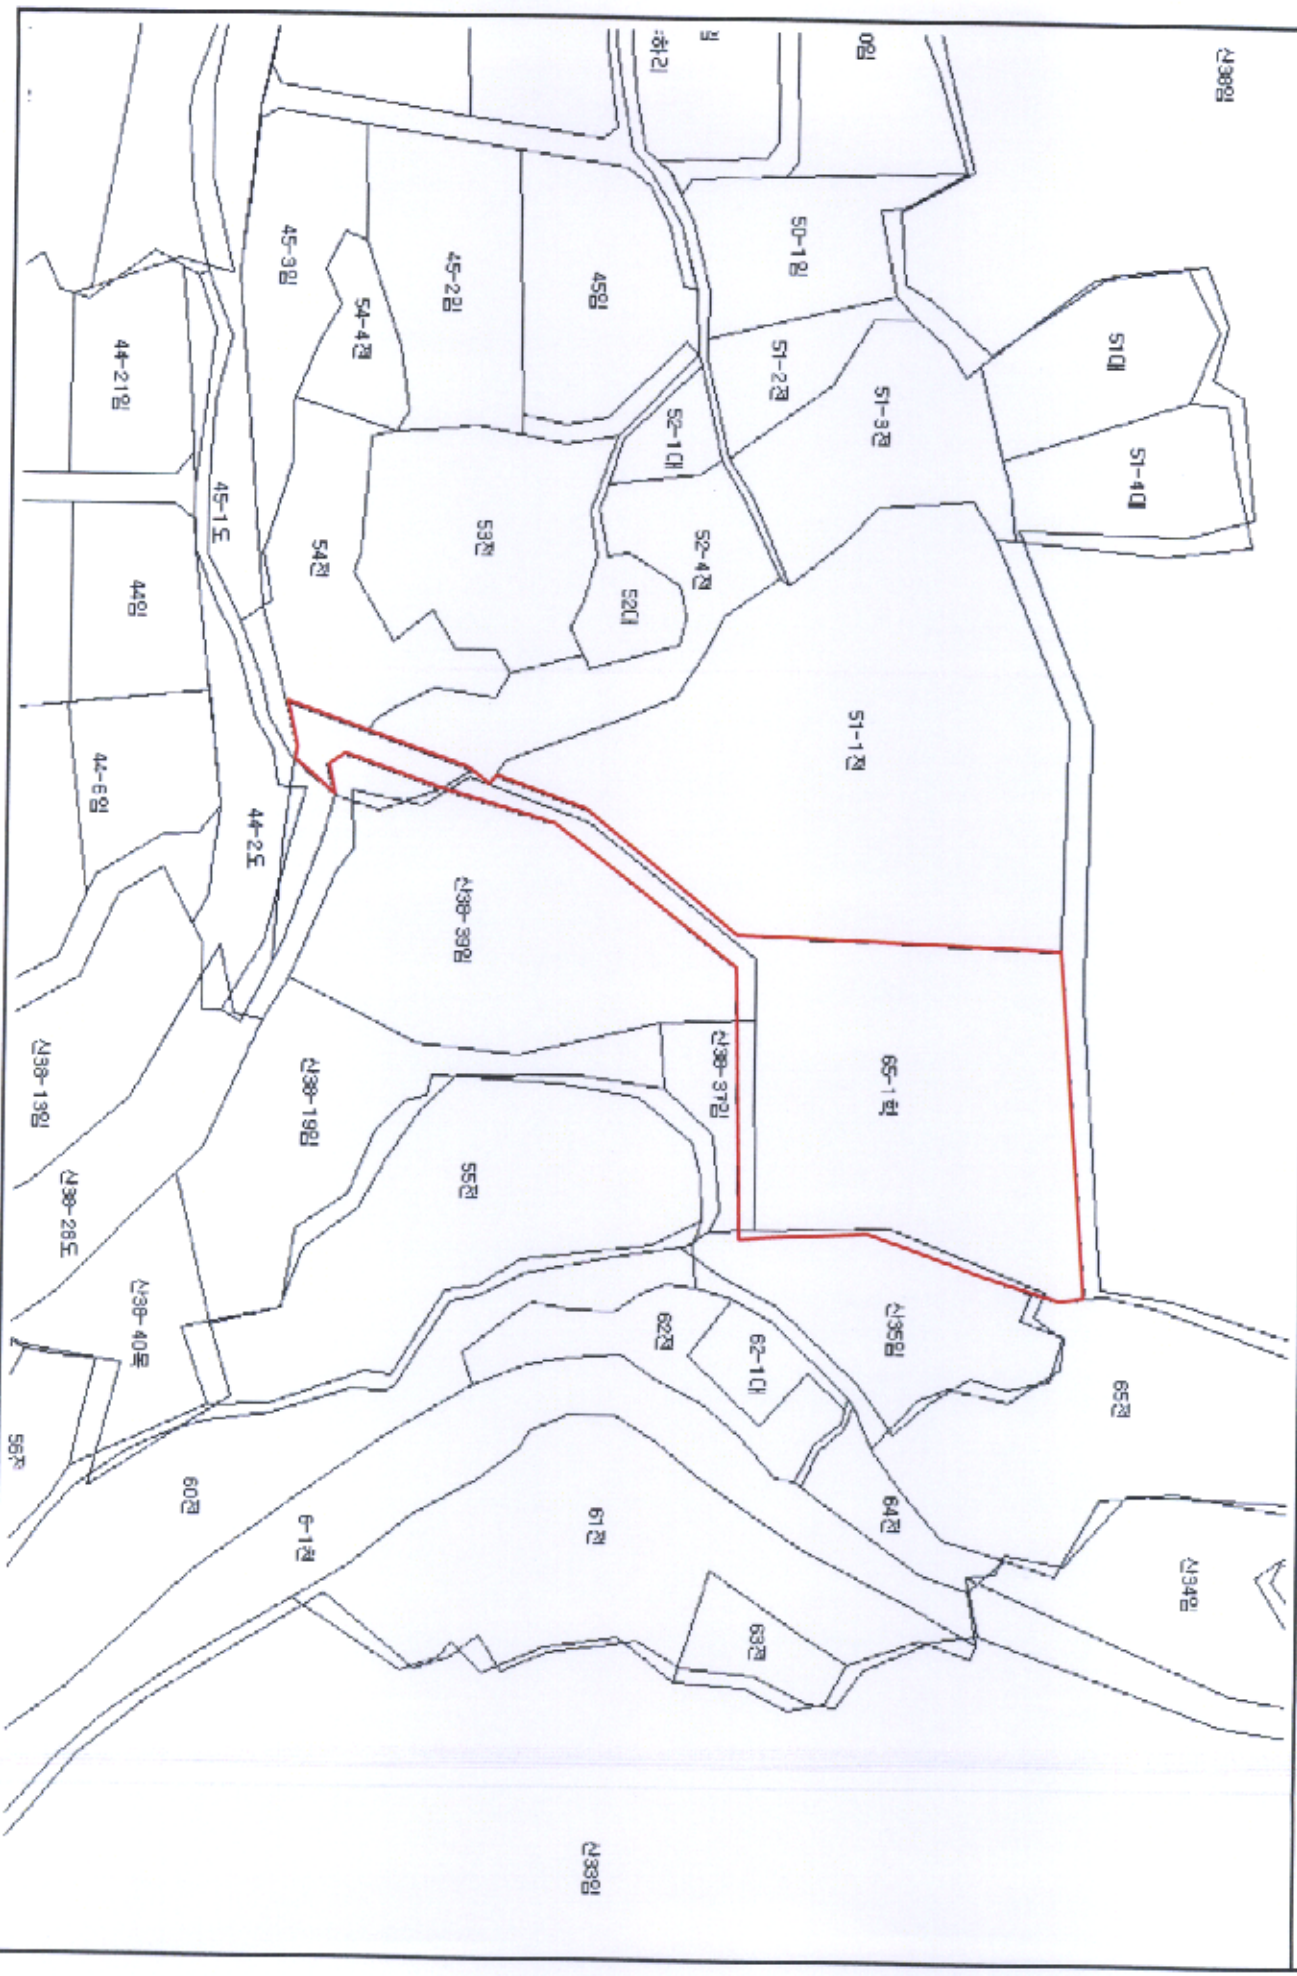 산38임
51대
51-4대
65전
산34임
0임
50-1임
51-2전
51-3전
51-1전
65-1학
산35임
64전
하리
45임
52-1대
52-4전
52대
산38-37임
62전
62-1대
63전
61전
산33임
45-2임
53전
산38-39임
55전
45-3임
54-4전
54전
산38-19임
6-1천
45-1도
44-2도
60전
44-21임
44임
44-6임
산38-40목
산38-28도
산38-13임
56전